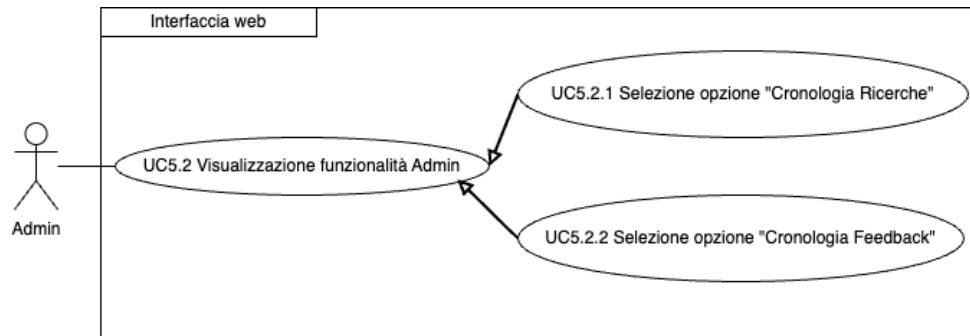 Interfaccia web
UC5.2.1 Selezione opzione "Cronologia Ricerche"
UC5.2 Visualizzazione funzionalità Admin
Admin
UC5.2.2 Selezione opzione "Cronologia Feedback"